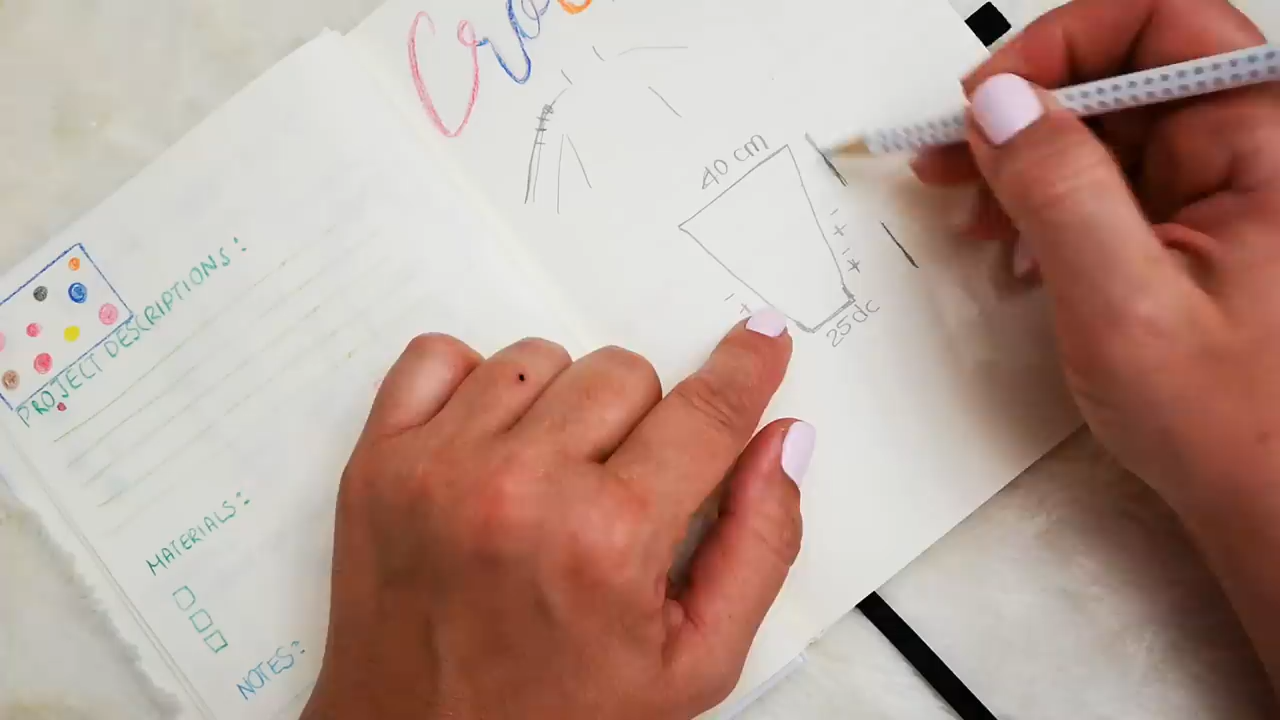 PROJECT DESCRIPTIONS:
MATERIALS:
NOTES:
40 cm
25dc